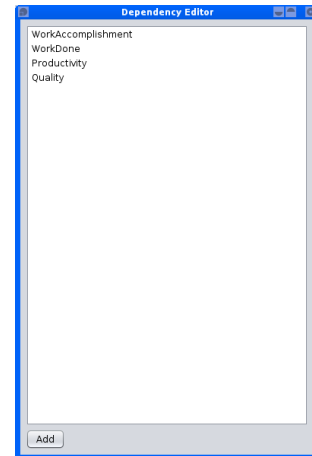 Dependency Editor
WorkAccomplishment
WorkDone
Productivity
Quality
Add